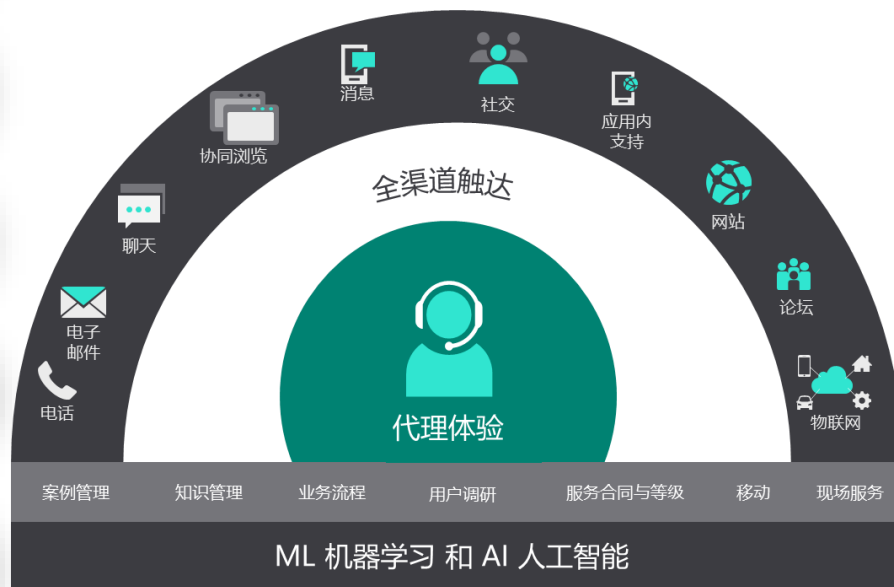 消息
社交
应用内
支持
协同浏览
全渠道触达
网站
聊天
论坛
电子
邮件
电话
物联网
代理体验
案例管理
知识管理
业务流程
用户调研
服务合同与等级
移动
现场服务
ML 机器学习 和 AI 人工智能